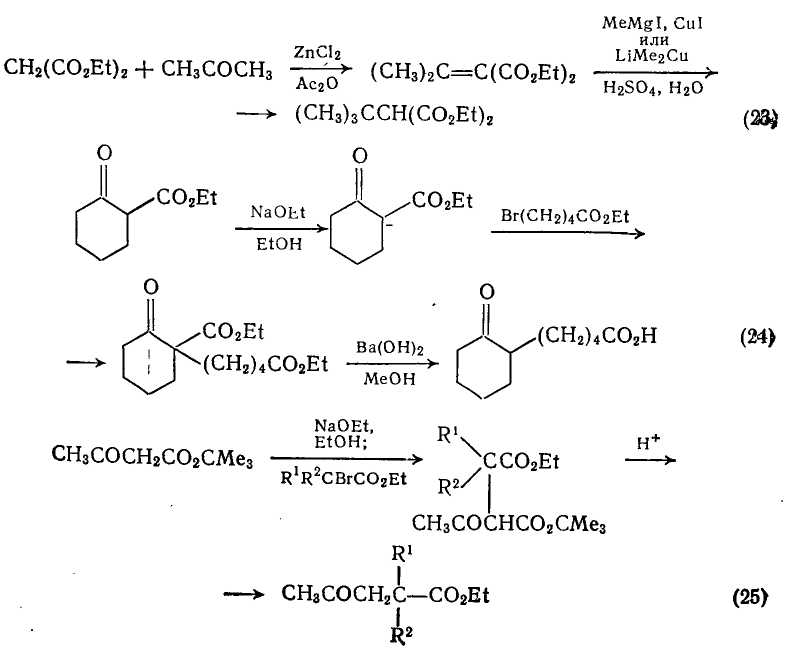 CH₂(CO₂Et)₂ + CH₃COCH₃ ZnCl₂ Ac₂O (CH₃)₂C=C(CO₂Et)₂ MeMgI, CuI или LiMe₂Cu H₂SO₄, H₂O
→ (CH₃)₃CCH(CO₂Et)₂ (23)
O CO₂Et NaOEt EtOH O CO₂Et − Br(CH₂)₄CO₂Et
→ O CO₂Et (CH₂)₄CO₂Et Ba(OH)₂ MeOH O (CH₂)₄CO₂H (24)
CH₃COCH₂CO₂CMe₃ NaOEt, EtOH; R¹R²CBrCO₂Et R¹ R² CCO₂Et CH₃COCHCO₂CMe₃ H⁺
→ CH₃COCH₂C—CO₂Et R¹ R² (25)